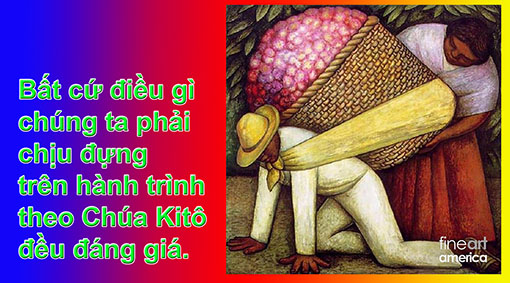 Bất cứ điều gì
chúng ta phải
chịu đựng
trên hành trình
theo Chúa Kitô
đều đáng giá.
fineart
america